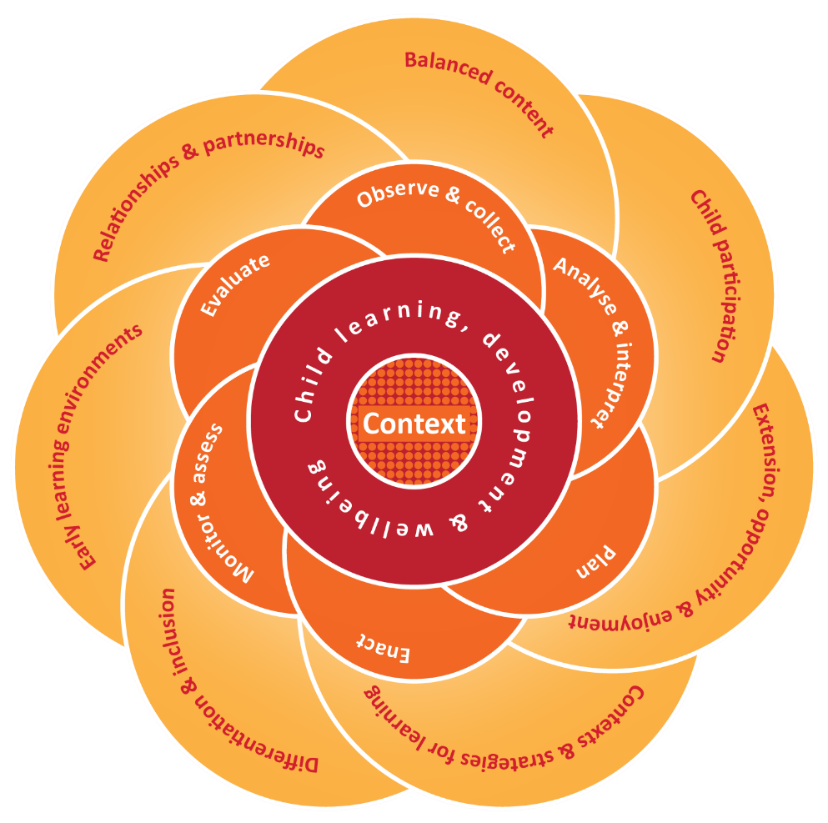 Balanced content
Child participation
Extension, opportunity & enjoyment
Contexts & strategies for learning
Differentiation & inclusion
Early learning environments
Relationships & partnerships
Observe & collect
Analyse & interpret
Plan
Enact
Monitor & assess
Evaluate
Child learning, development & wellbeing
Context